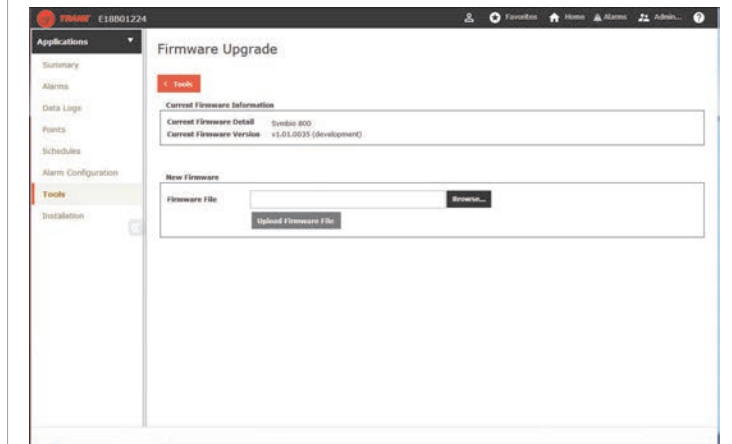 TRANE E18B01224
Favorites Home Alarms Admin... ?
Applications
Summary
Alarms
Data Logs
Points
Schedules
Alarm Configuration
Tools
Installation
Firmware Upgrade
< Tools
Current Firmware Information
Current Firmware Detail Symbio 800
Current Firmware Version v1.01.0035 (development)
New Firmware
Firmware File Browse...
Upload Firmware File